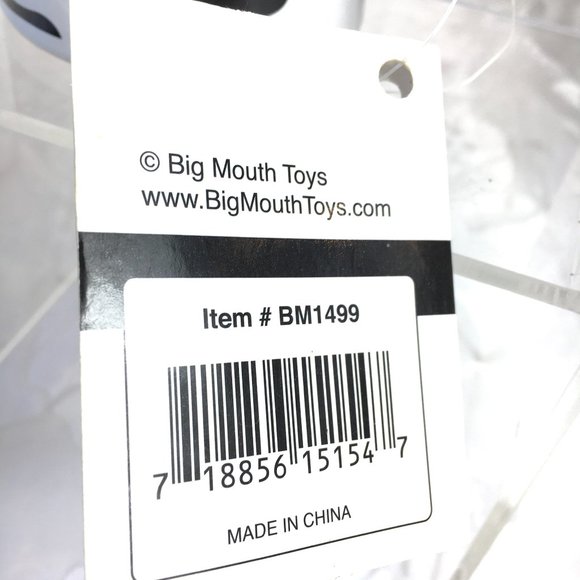 © Big Mouth Toys
www.BigMouthToys.com
Item # BM1499
7 18856 15154 7
MADE IN CHINA